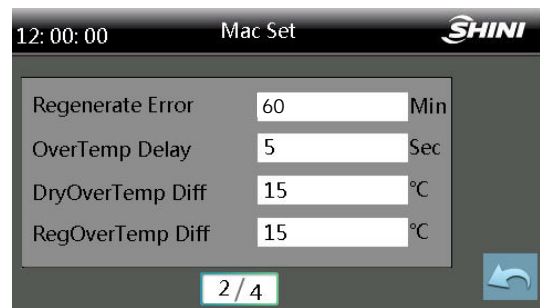 12: 00: 00 Mac Set SHINI
Regenerate Error 60 Min
OverTemp Delay 5 Sec
DryOverTemp Diff 15 °C
RegOverTemp Diff 15 °C
2/4